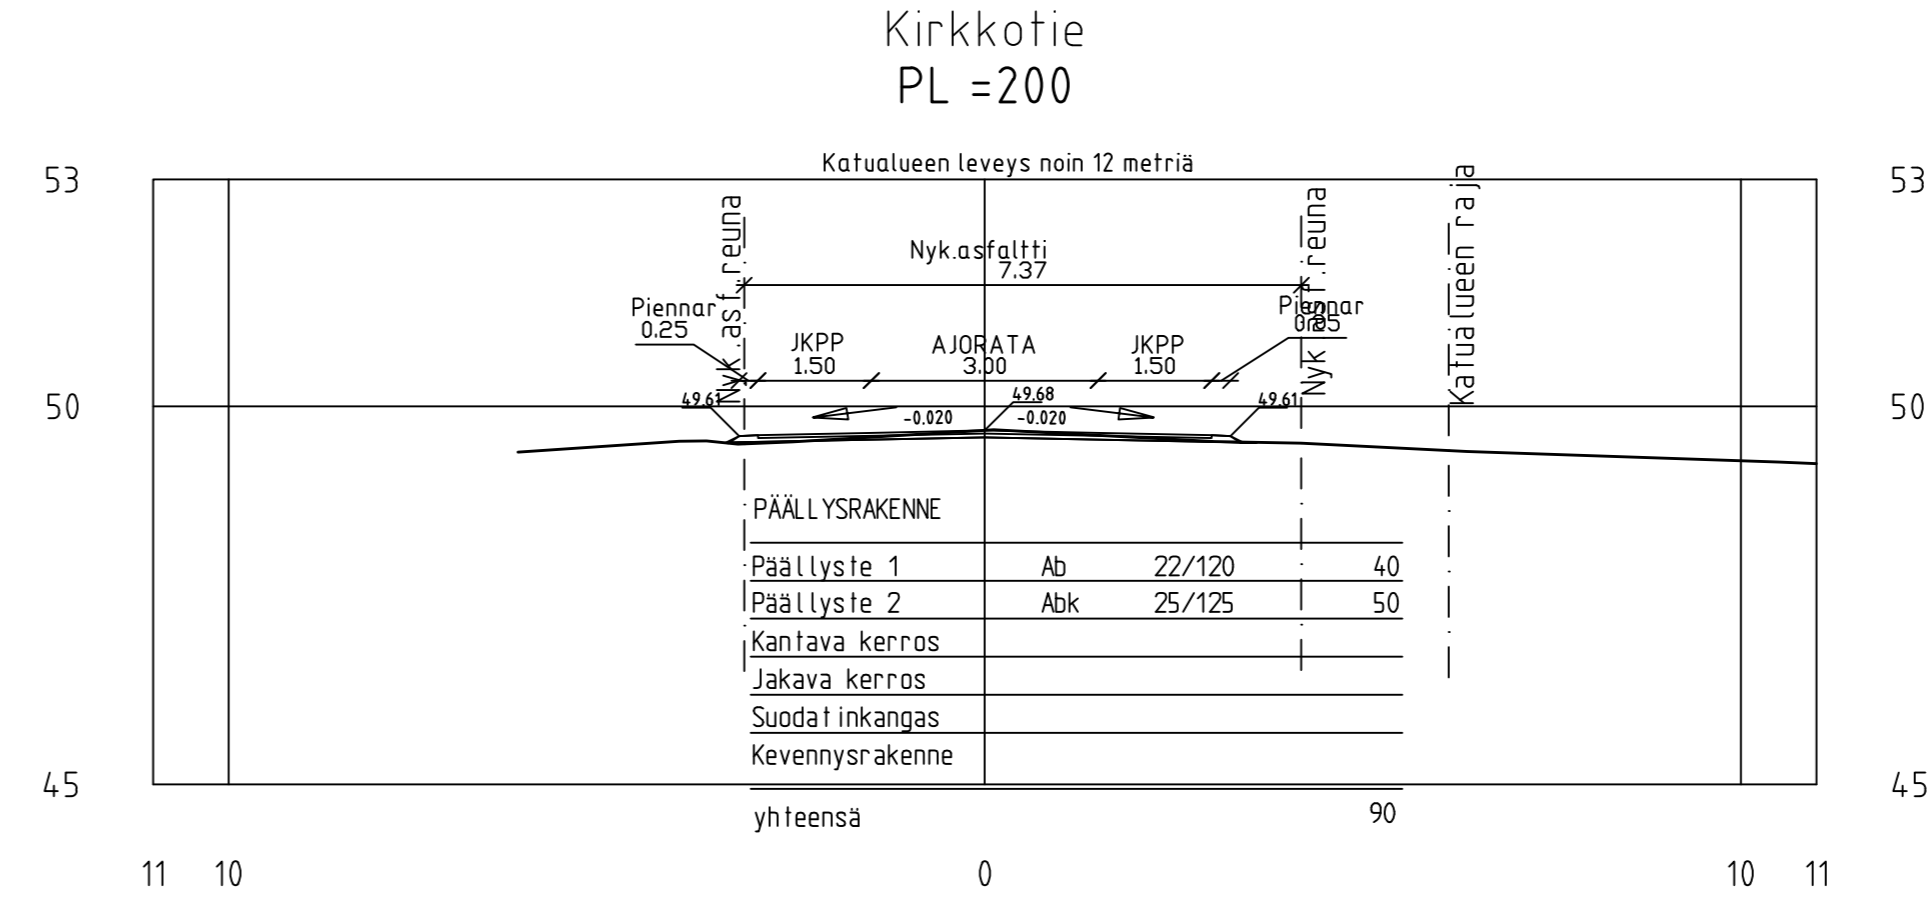 Kirkkotie
PL =200
Katualueen leveys noin 12 metriä
53
53
Nyk.asf.reuna
Nyk.asf.reuna
Katualueen raja
Nyk.asfaltti
7.37
Piennar
0.25
Piennar
JKPP
1.50
AJORATA
3.00
JKPP
1.50
50
49.61
49.68
49.61
50
-0.020
-0.020
PÄÄLLYSRAKENNE
Päällyste 1 Ab 22/120 40
Päällyste 2 Abk 25/125 50
Kantava kerros
Jakava kerros
Suodatinkangas
Kevennysrakenne
45
45
yhteensä 90
11 10 0 10 11